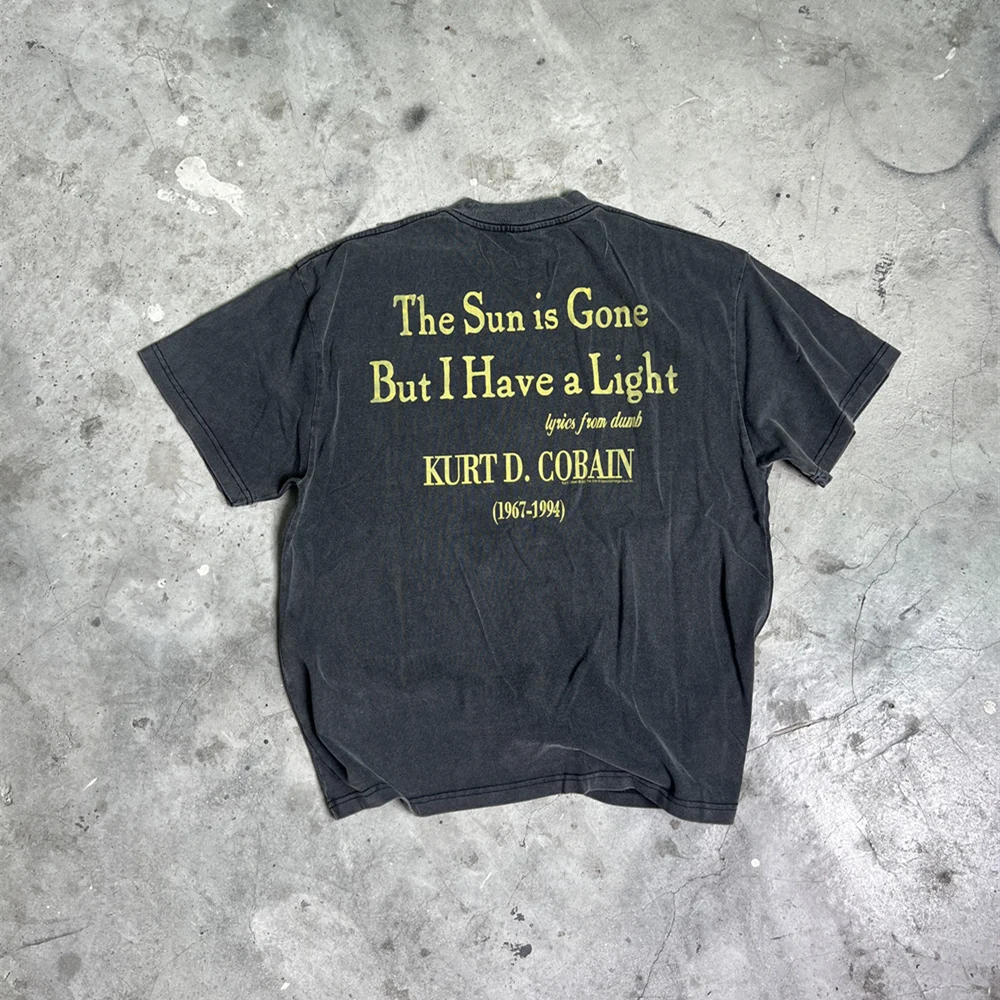 The Sun is Gone
But I Have a Light
lyrics from dumb
KURT D. COBAIN
(1967-1994)